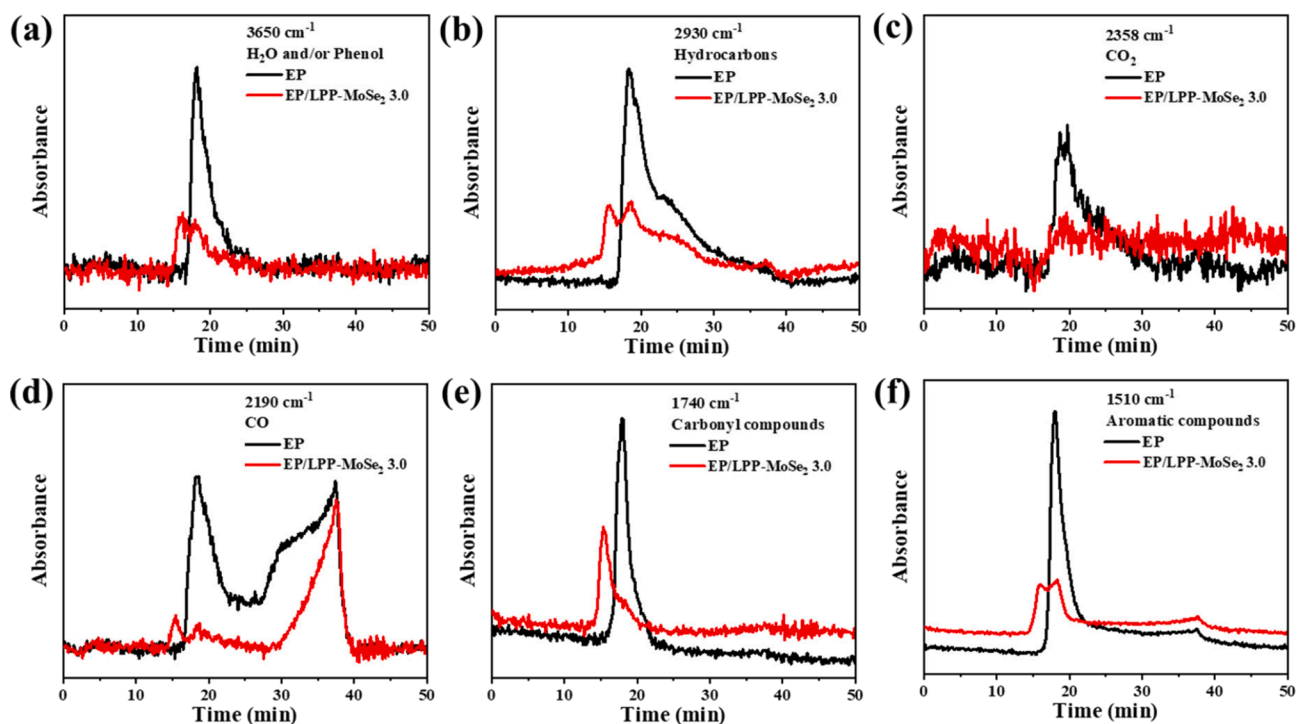 (a)
3650 cm⁻¹
H₂O and/or Phenol
EP
EP/LPP-MoSe₂ 3.0
Absorbance
0 10 20 30 40 50
Time (min)
(b)
2930 cm⁻¹
Hydrocarbons
EP
EP/LPP-MoSe₂ 3.0
Absorbance
0 10 20 30 40 50
Time (min)
(c)
2358 cm⁻¹
CO₂
EP
EP/LPP-MoSe₂ 3.0
Absorbance
0 10 20 30 40 50
Time (min)
(d)
2190 cm⁻¹
CO
EP
EP/LPP-MoSe₂ 3.0
Absorbance
0 10 20 30 40 50
Time (min)
(e)
1740 cm⁻¹
Carbonyl compounds
EP
EP/LPP-MoSe₂ 3.0
Absorbance
0 10 20 30 40 50
Time (min)
(f)
1510 cm⁻¹
Aromatic compounds
EP
EP/LPP-MoSe₂ 3.0
Absorbance
0 10 20 30 40 50
Time (min)